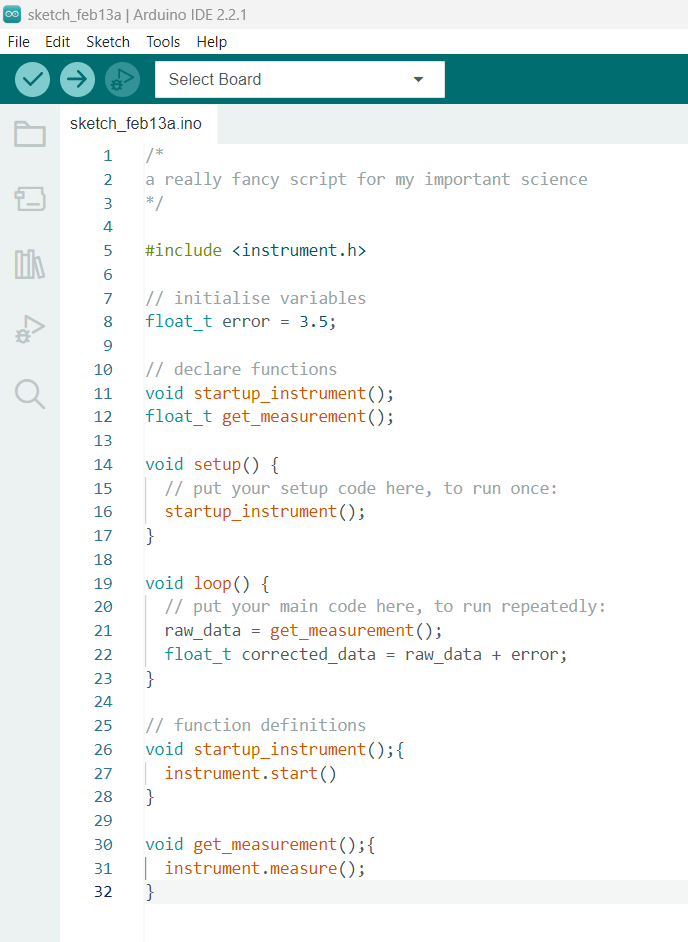 sketch_feb13a | Arduino IDE 2.2.1
File Edit Sketch Tools Help
Select Board
sketch_feb13a.ino
1 /*
2 a really fancy script for my important science
3 */
4
5 #include <instrument.h>
6
7 // initialise variables
8 float_t error = 3.5;
9
10 // declare functions
11 void startup_instrument();
12 float_t get_measurement();
13
14 void setup() {
15   // put your setup code here, to run once:
16   startup_instrument();
17 }
18
19 void loop() {
20   // put your main code here, to run repeatedly:
21   raw_data = get_measurement();
22   float_t corrected_data = raw_data + error;
23 }
24
25 // function definitions
26 void startup_instrument();{
27   instrument.start()
28 }
29
30 void get_measurement();{
31   instrument.measure();
32 }